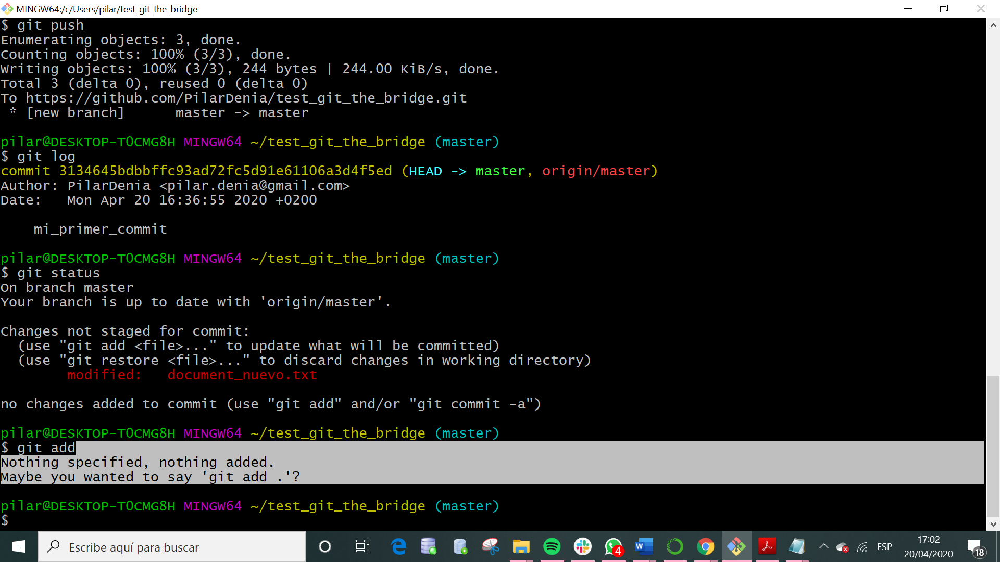 MINGW64:/c/Users/pilar/test_git_the_bridge
$ git push
Enumerating objects: 3, done.
Counting objects: 100% (3/3), done.
Writing objects: 100% (3/3), 244 bytes | 244.00 KiB/s, done.
Total 3 (delta 0), reused 0 (delta 0)
To https://github.com/PilarDenia/test_git_the_bridge.git
 * [new branch]      master -> master
pilar@DESKTOP-T0CMG8H MINGW64 ~/test_git_the_bridge (master)
$ git log
commit 3134645bdbbffc93ad72fc5d91e61106a3d4f5ed (HEAD -> master, origin/master)
Author: PilarDenia <pilar.denia@gmail.com>
Date:   Mon Apr 20 16:36:55 2020 +0200
    mi_primer_commit
pilar@DESKTOP-T0CMG8H MINGW64 ~/test_git_the_bridge (master)
$ git status
On branch master
Your branch is up to date with 'origin/master'.
Changes not staged for commit:
  (use "git add <file>..." to update what will be committed)
  (use "git restore <file>..." to discard changes in working directory)
        modified:   document_nuevo.txt
no changes added to commit (use "git add" and/or "git commit -a")
pilar@DESKTOP-T0CMG8H MINGW64 ~/test_git_the_bridge (master)
$ git add
Nothing specified, nothing added.
Maybe you wanted to say 'git add .'?
pilar@DESKTOP-T0CMG8H MINGW64 ~/test_git_the_bridge (master)
$
Escribe aquí para buscar
4
W
ESP
17:02
20/04/2020
18